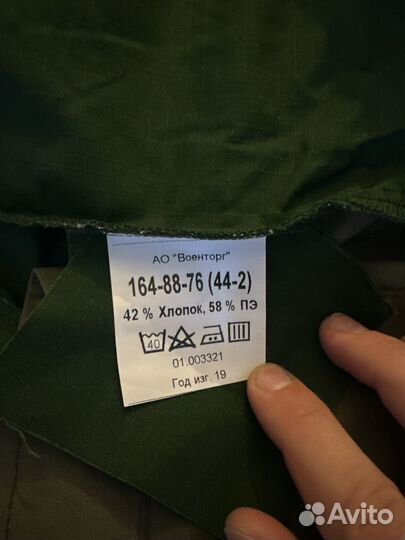 АО "Военторг"
164-88-76 (44-2)
42 % Хлопок, 58 % ПЭ
40
01.003321
Год изг. 19
Avito